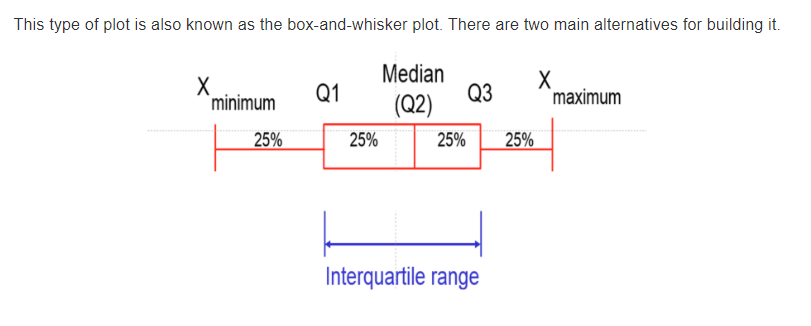 This type of plot is also known as the box-and-whisker plot. There are two main alternatives for building it.
X minimum Q1 Median (Q2) Q3 X maximum
25% 25% 25% 25%
Interquartile range